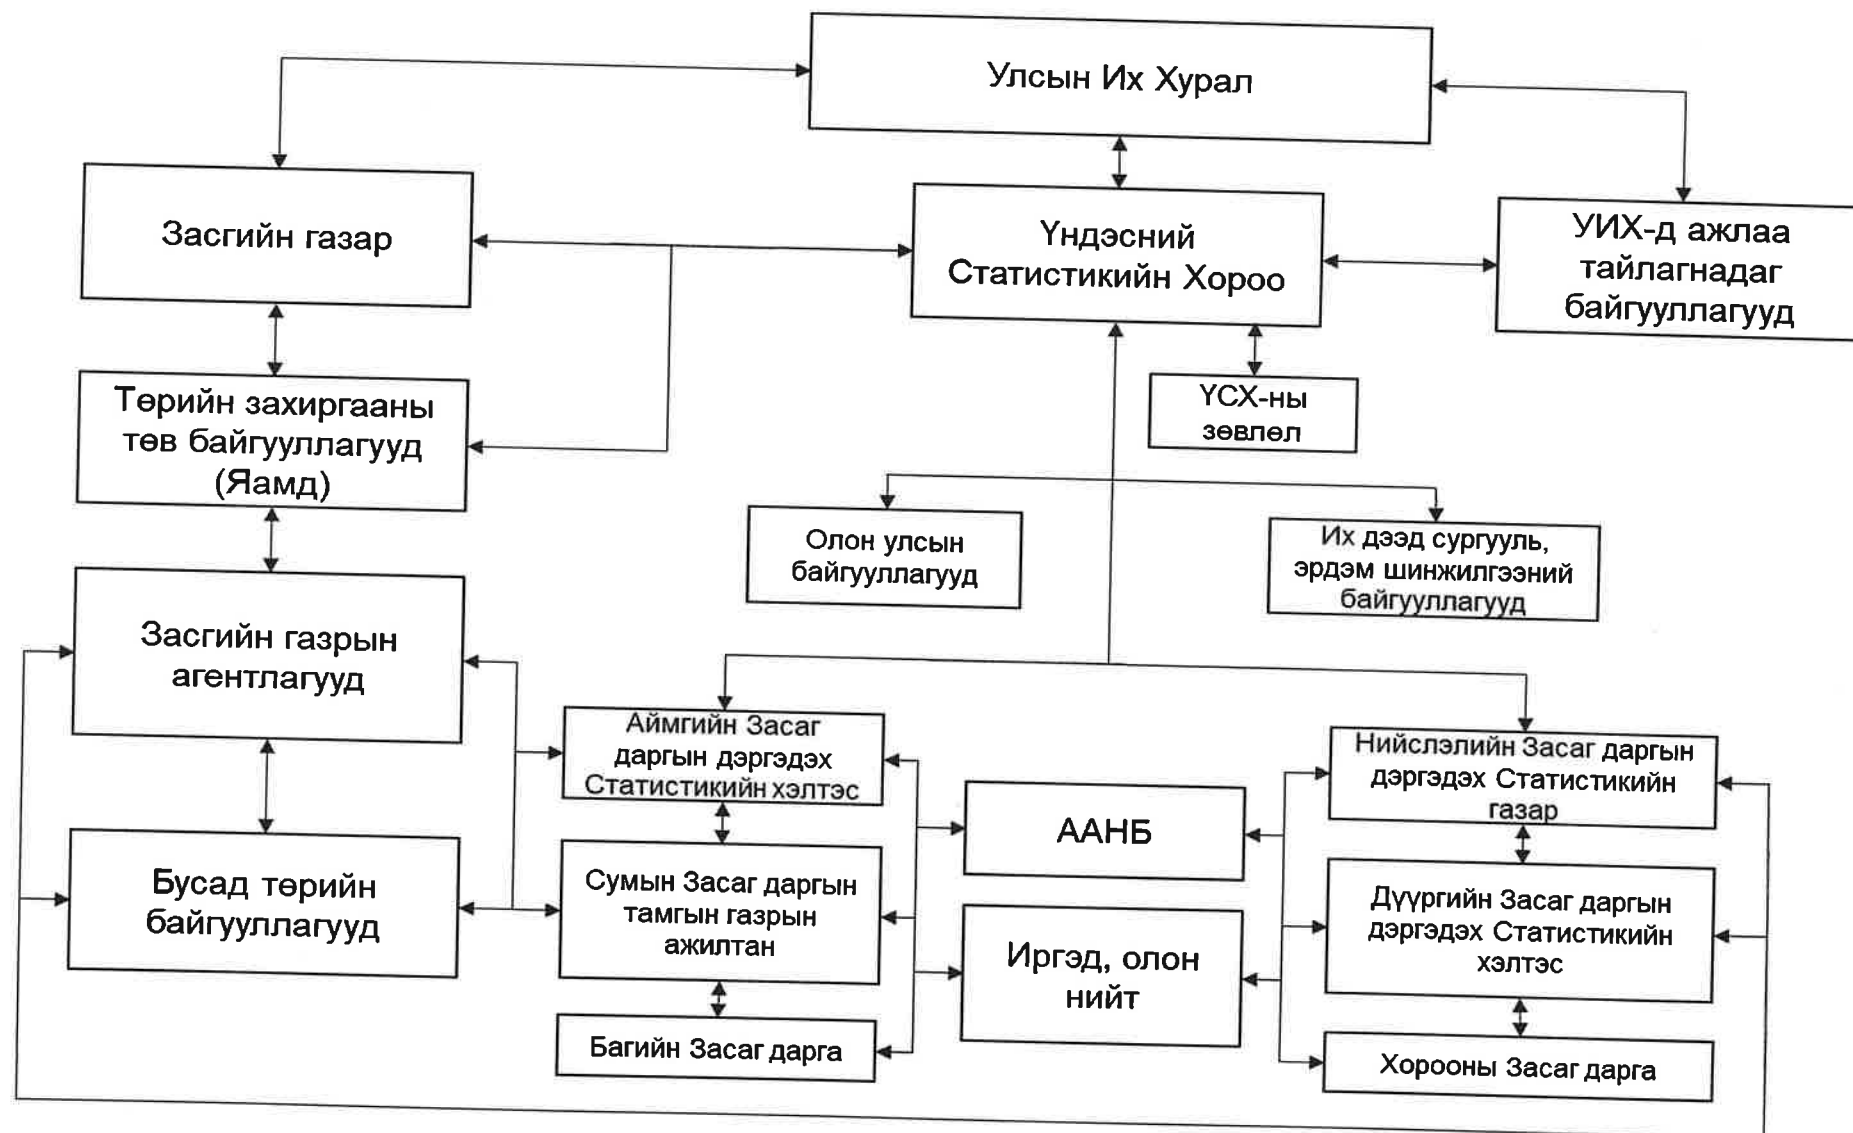 Улсын Их Хурал
Засгийн газар
Үндэсний
Статистикийн Хороо
УИХ-д ажлаа
тайлагнадаг
байгууллагууд
Төрийн захиргааны
төв байгууллагууд
(Яамд)
ҮСХ-ны
зөвлөл
Олон улсын
байгууллагууд
Их дээд сургууль,
эрдэм шинжилгээний
байгууллагууд
Засгийн газрын
агентлагууд
Аймгийн Засаг
даргын дэргэдэх
Статистикийн хэлтэс
Нийслэлийн Засаг даргын
дэргэдэх Статистикийн
газар
ААНБ
Бусад төрийн
байгууллагууд
Сумын Засаг даргын
тамгын газрын
ажилтан
Дүүргийн Засаг даргын
дэргэдэх Статистикийн
хэлтэс
Иргэд, олон
нийт
Багийн Засаг дарга
Хорооны Засаг дарга